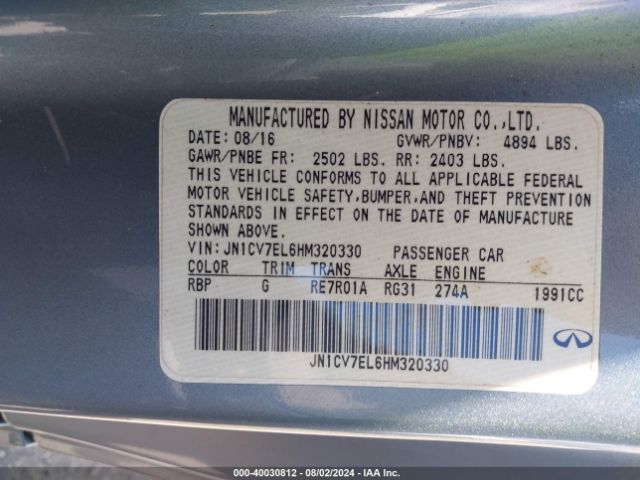 MANUFACTURED BY NISSAN MOTOR CO.,LTD.
DATE: 08/16 GVWR/PNBV: 4894 LBS.
GAWR/PNBE FR: 2502 LBS. RR: 2403 LBS.
THIS VEHICLE CONFORMS TO ALL APPLICABLE FEDERAL
MOTOR VEHICLE SAFETY,BUMPER,AND THEFT PREVENTION
STANDARDS IN EFFECT ON THE DATE OF MANUFACTURE
SHOWN ABOVE.
VIN: JN1CV7EL6HM320330 PASSENGER CAR
COLOR TRIM TRANS AXLE ENGINE
RBP G RE7R01A RG31 274A 1991CC
JN1CV7EL6HM320330
000-40030812 - 08/02/2024 - IAA Inc.